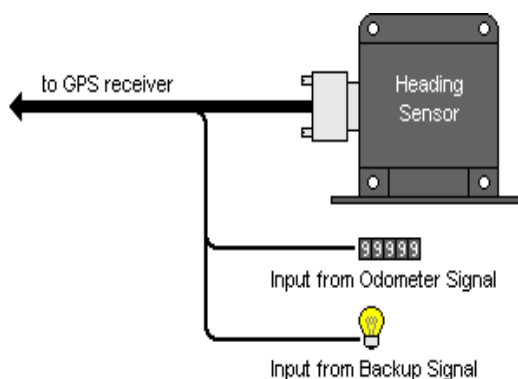 to GPS receiver
Heading
Sensor
99999
Input from Odometer Signal
Input from Backup Signal